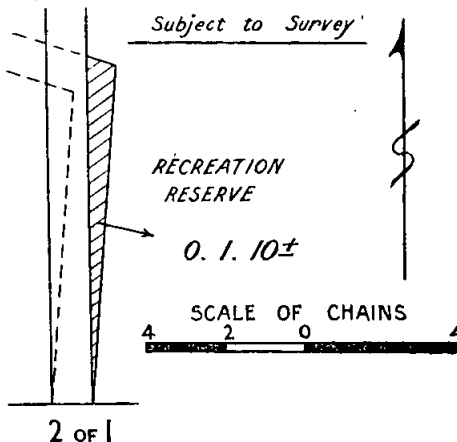 Subject to Survey
RECREATION
RESERVE
0. 1. 10±
SCALE OF CHAINS
4 2 0 4
2 OF 1